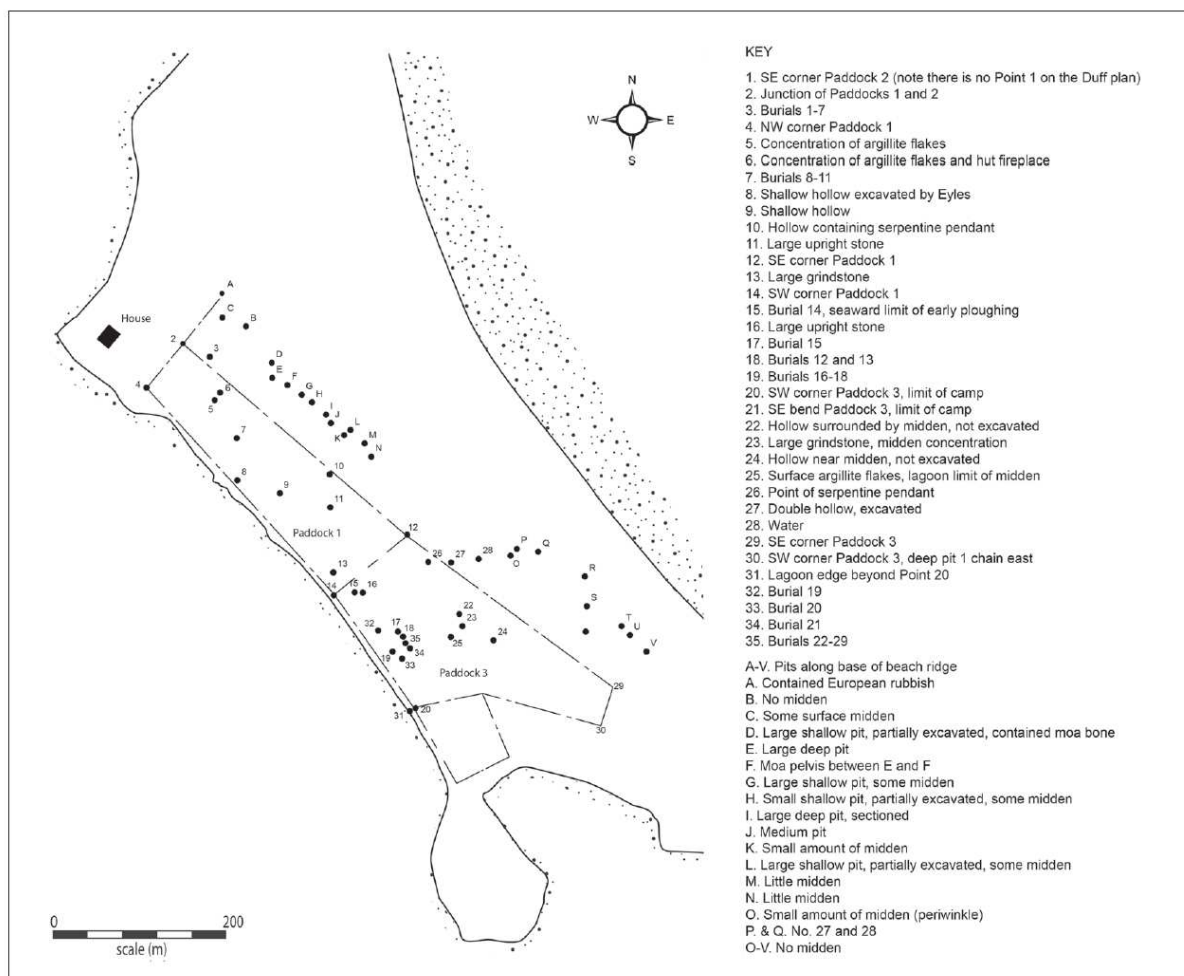 KEY
1. SE corner Paddock 2 (note there is no Point 1 on the Duff plan)
2. Junction of Paddocks 1 and 2
3. Burials 1-7
4. NW corner Paddock 1
5. Concentration of argillite flakes
6. Concentration of argillite flakes and hut fireplace
7. Burials 8-11
8. Shallow hollow excavated by Eyles
9. Shallow hollow
10. Hollow containing serpentine pendant
11. Large upright stone
12. SE corner Paddock 1
13. Large grindstone
14. SW corner Paddock 1
15. Burial 14, seaward limit of early ploughing
16. Large upright stone
17. Burial 15
18. Burials 12 and 13
19. Burials 16-18
20. SW corner Paddock 3, limit of camp
21. SE bend Paddock 3, limit of camp
22. Hollow surrounded by midden, not excavated
23. Large grindstone, midden concentration
24. Hollow near midden, not excavated
25. Surface argillite flakes, lagoon limit of midden
26. Point of serpentine pendant
27. Double hollow, excavated
28. Water
29. SE corner Paddock 3
30. SW corner Paddock 3, deep pit 1 chain east
31. Lagoon edge beyond Point 20
32. Burial 19
33. Burial 20
34. Burial 21
35. Burials 22-29
A-V. Pits along base of beach ridge
A. Contained European rubbish
B. No midden
C. Some surface midden
D. Large shallow pit, partially excavated, contained moa bone
E. Large deep pit
F. Moa pelvis between E and F
G. Large shallow pit, some midden
H. Small shallow pit, partially excavated, some midden
I. Large deep pit, sectioned
J. Medium pit
K. Small amount of midden
L. Large shallow pit, partially excavated, some midden
M. Little midden
N. Little midden
O. Small amount of midden (periwinkle)
P. & Q. No. 27 and 28
O-V. No midden
N
W E
S
A
C
B
House
2
3
D
E
F
4
6
G
5
H
I
J
L
7
K
M
N
10
8
9
11
Paddock 1
12
P
Q
26
27
28
O
13
R
14
15
16
S
22
32
17
23
T
18
U
35
25
24
19
34
V
33
Paddock 3
29
31
20
30
0 200
scale (m)